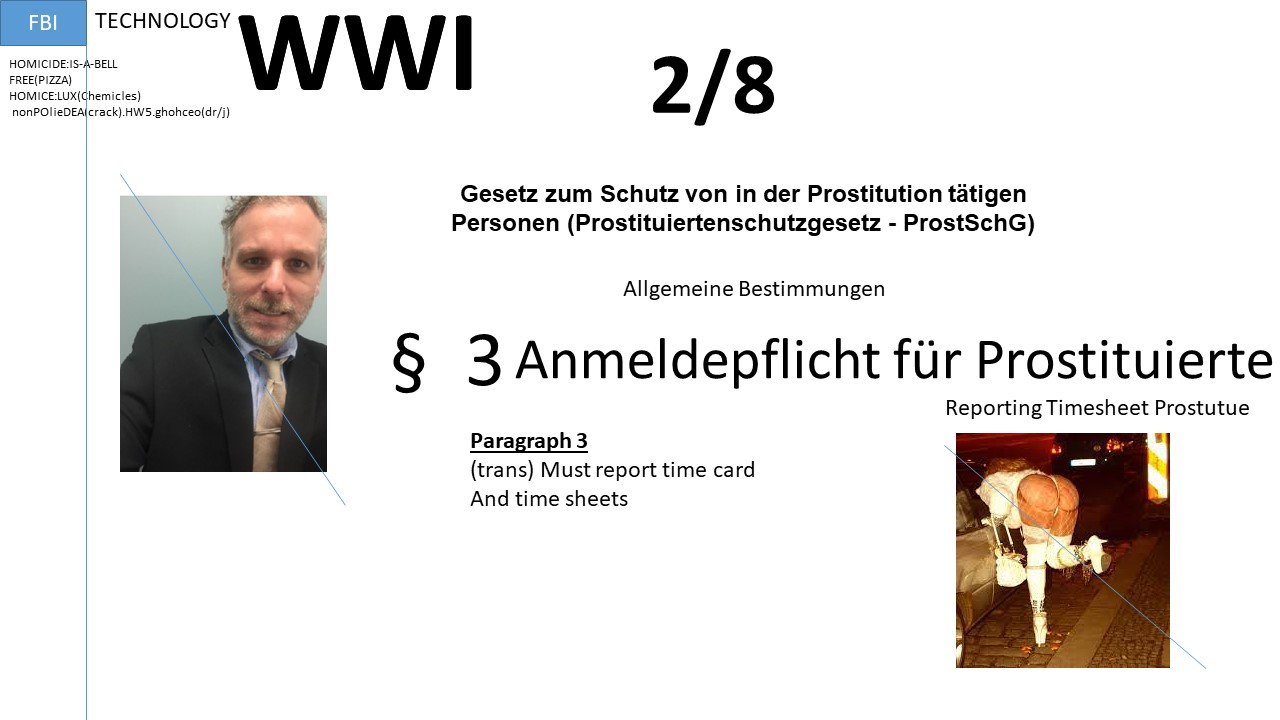 FBI
TECHNOLOGY
WWI
2/8
HOMICIDE:IS-A-BELL
FREE(PIZZA)
HOMICE:LUX(Chemicles)
nonPOlieDEA(crack).HW5.ghohceo(dr/j)
Gesetz zum Schutz von in der Prostitution tätigen
Personen (Prostituiertenschutzgesetz - ProstSchG)
Allgemeine Bestimmungen
§ 3 Anmeldepflicht für Prostituierte
Reporting Timesheet Prostutue
Paragraph 3
(trans) Must report time card
And time sheets